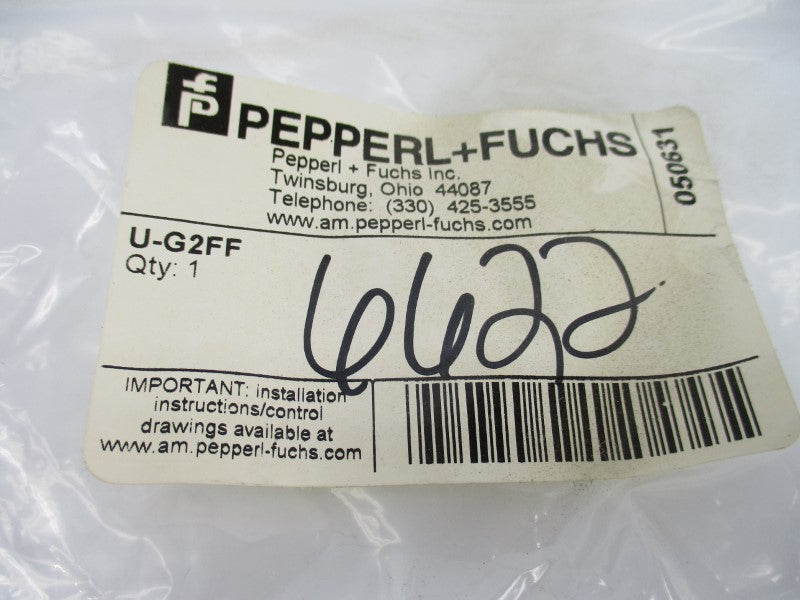 PEPPERL+FUCHS
Pepperl + Fuchs Inc.
Twinsburg, Ohio 44087
Telephone: (330) 425-3555
www.am.pepperl-fuchs.com
050631
U-G2FF
Qty: 1
6622
IMPORTANT: installation
instructions/control
drawings available at
www.am.pepperl-fuchs.com